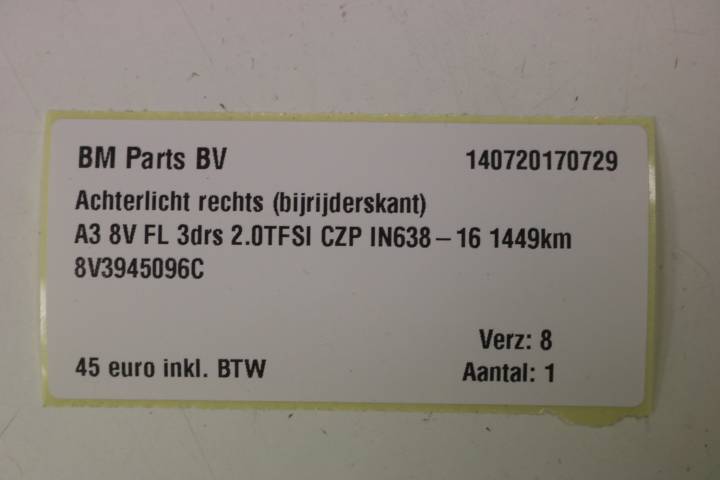 BM Parts BV 140720170729
Achterlicht rechts (bijrijderskant)
A3 8V FL 3drs 2.0TFSI CZP IN638-16 1449km
8V3945096C
Verz: 8
45 euro inkl. BTW Aantal: 1